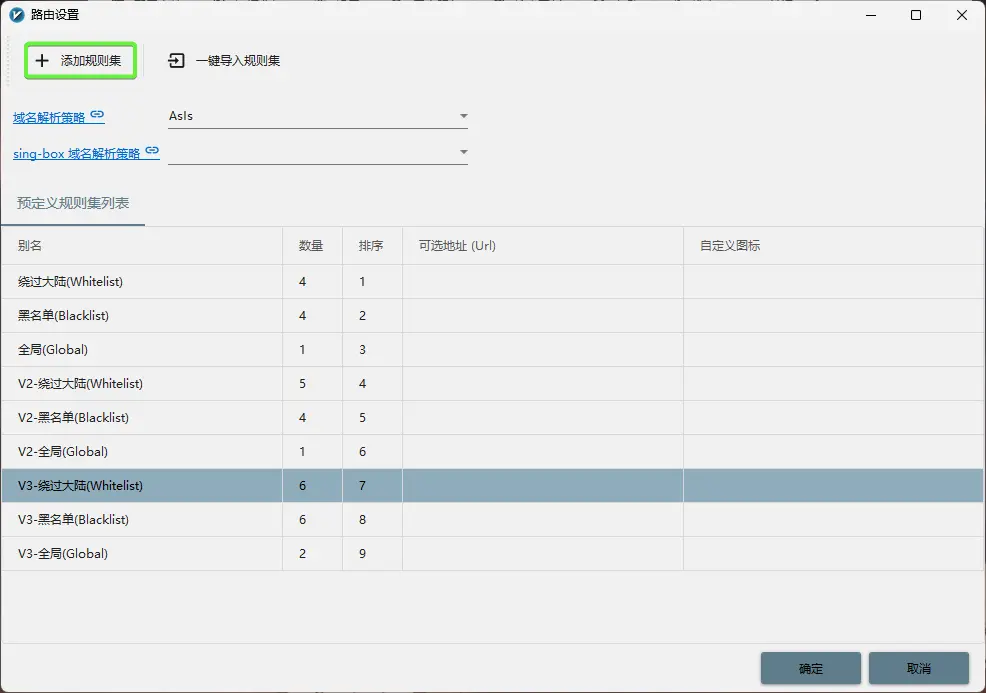 路由设置
添加规则集 一键导入规则集
域名解析策略 AsIs
sing-box 域名解析策略
预定义规则集列表
别名 数量 排序 可选地址 (Url) 自定义图标
绕过大陆(Whitelist) 4 1
黑名单(Blacklist) 4 2
全局(Global) 1 3
V2-绕过大陆(Whitelist) 5 4
V2-黑名单(Blacklist) 4 5
V2-全局(Global) 1 6
V3-绕过大陆(Whitelist) 6 7
V3-黑名单(Blacklist) 6 8
V3-全局(Global) 2 9
确定 取消